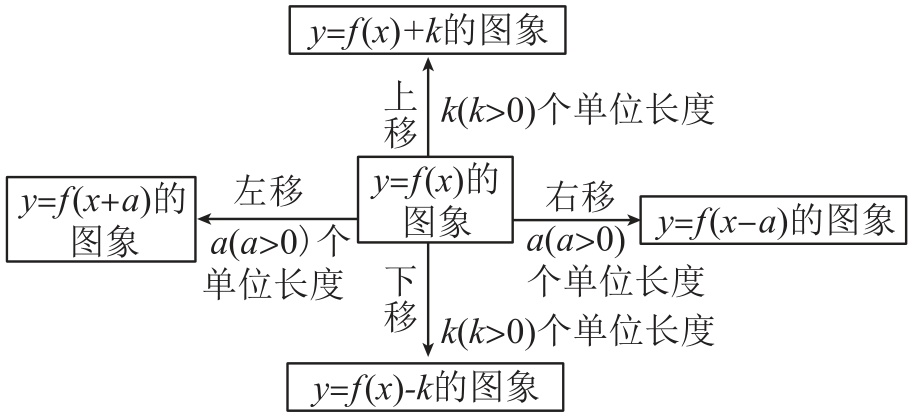 y=f(x)+k的图象
上移
k(k>0)个单位长度
y=f(x+a)的
图象
左移
a(a>0)个
单位长度
y=f(x)的
图象
右移
a(a>0)
个单位长度
y=f(x-a)的图象
下移
k(k>0)个单位长度
y=f(x)-k的图象